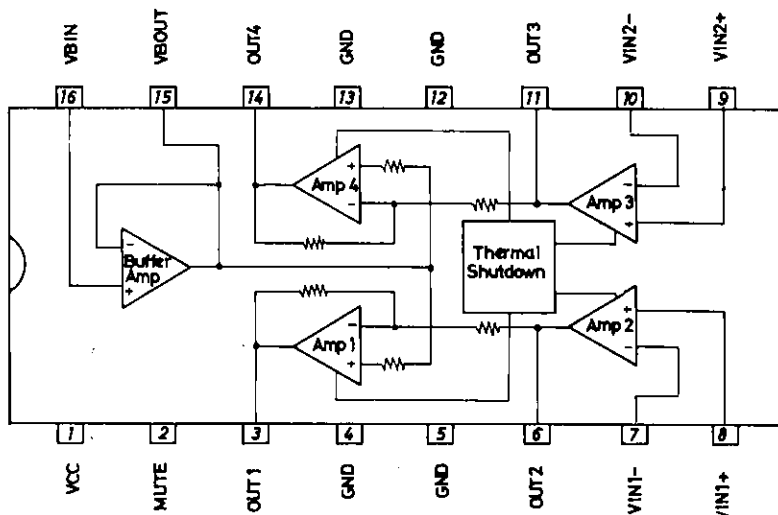 VBIN
VBOUT
OUT4
GND
GND
OUT3
VIN2-
VIN2+
16
15
14
13
12
11
10
9
Amp 4
+
-
Amp 3
-
+
Thermal
Shutdown
Buffer
Amp
-
+
Amp 1
-
+
Amp 2
+
-
1
2
3
4
5
6
7
8
VCC
MUTE
OUT1
GND
GND
OUT2
VIN1-
VIN1+